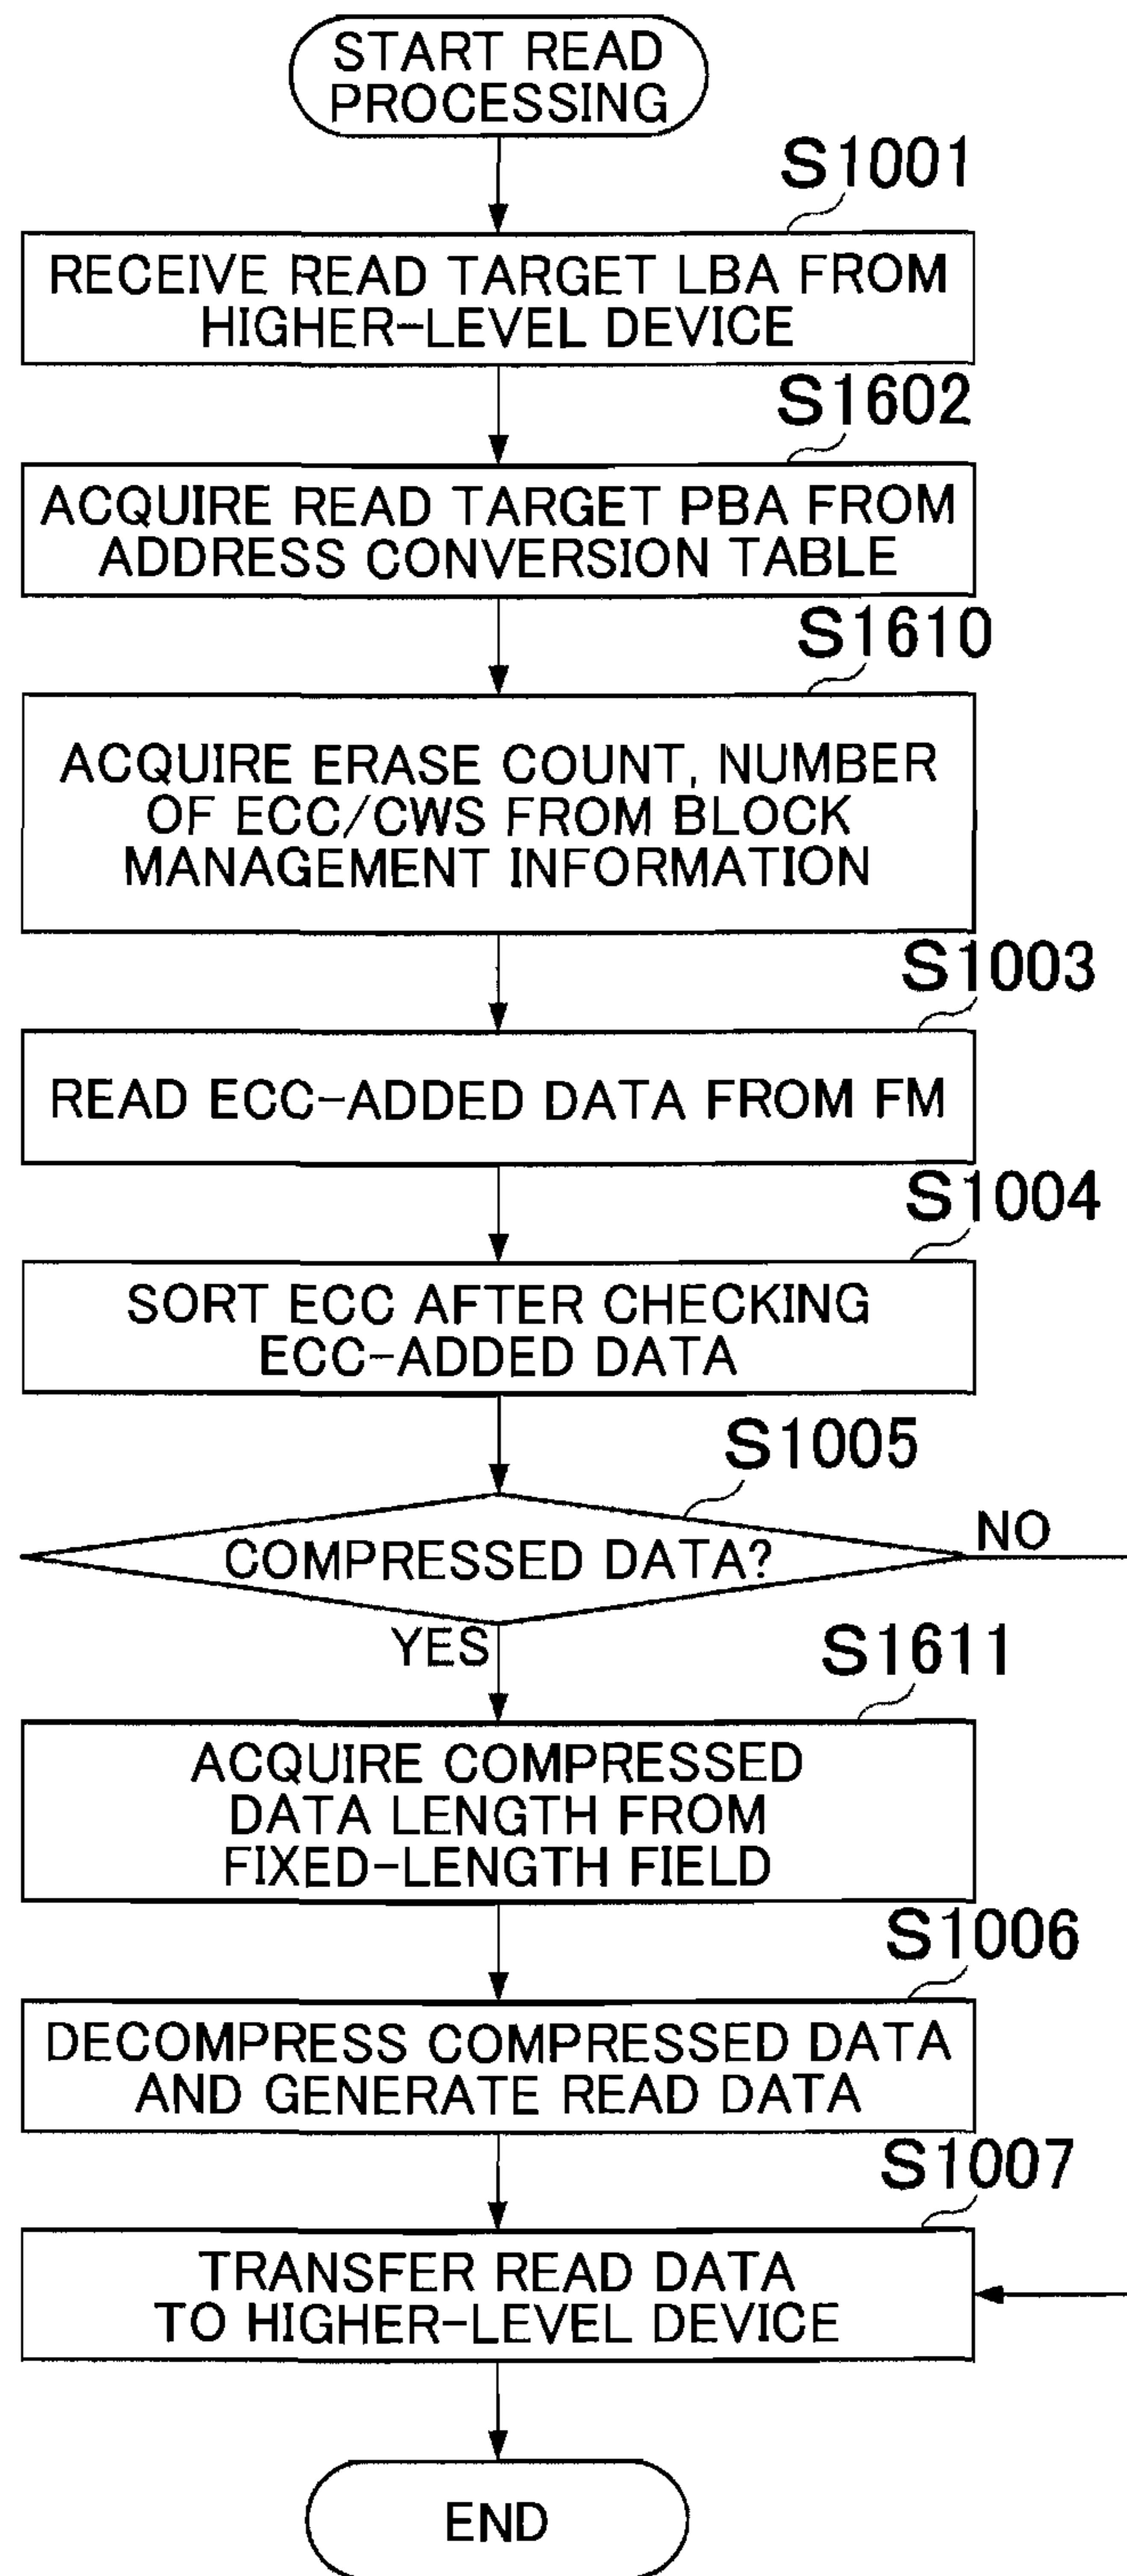 START READ
PROCESSING
S1001
RECEIVE READ TARGET LBA FROM
HIGHER-LEVEL DEVICE
S1602
ACQUIRE READ TARGET PBA FROM
ADDRESS CONVERSION TABLE
S1610
ACQUIRE ERASE COUNT, NUMBER
OF ECC/CWS FROM BLOCK
MANAGEMENT INFORMATION
S1003
READ ECC-ADDED DATA FROM FM
S1004
SORT ECC AFTER CHECKING
ECC-ADDED DATA
S1005
COMPRESSED DATA?
NO
YES
S1611
ACQUIRE COMPRESSED
DATA LENGTH FROM
FIXED-LENGTH FIELD
S1006
DECOMPRESS COMPRESSED DATA
AND GENERATE READ DATA
S1007
TRANSFER READ DATA
TO HIGHER-LEVEL DEVICE
END